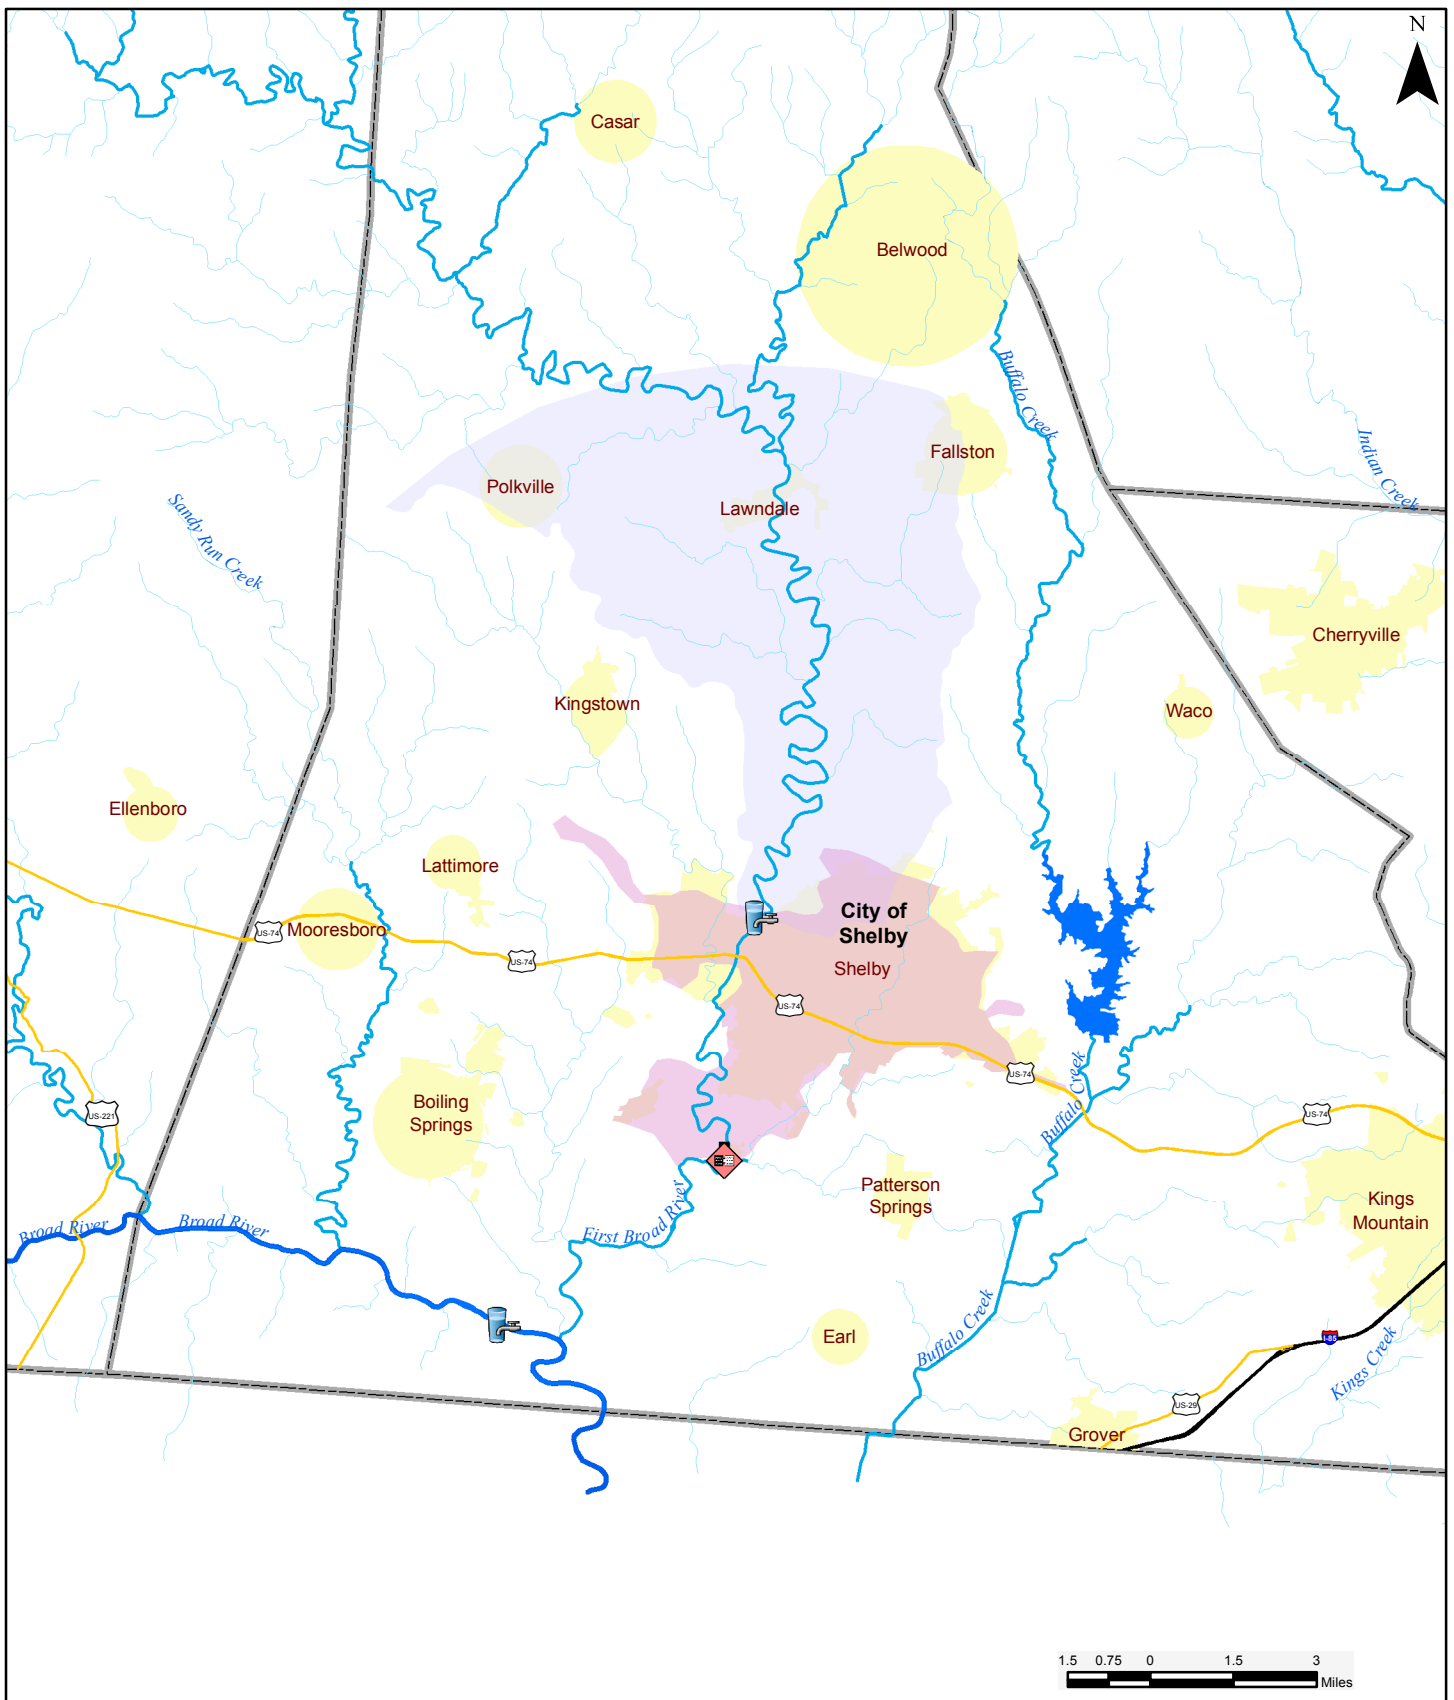 N
Casar
Belwood
Buffalo Creek
Fallston
Indian Creek
Polkville
Lawndale
Sandy Run Creek
Cherryville
Kingstown
Waco
Ellenboro
Lattimore
City of
Shelby
Shelby
Mooresboro
US-74
US-74
US-74
US-74
US-74
US-221
Boiling
Springs
Buffalo Creek
Patterson
Springs
Kings
Mountain
Broad River
Broad River
First Broad River
Earl
Buffalo Creek
I-85
Kings Creek
US-29
Grover
1.5 0.75 0 1.5 3
Miles